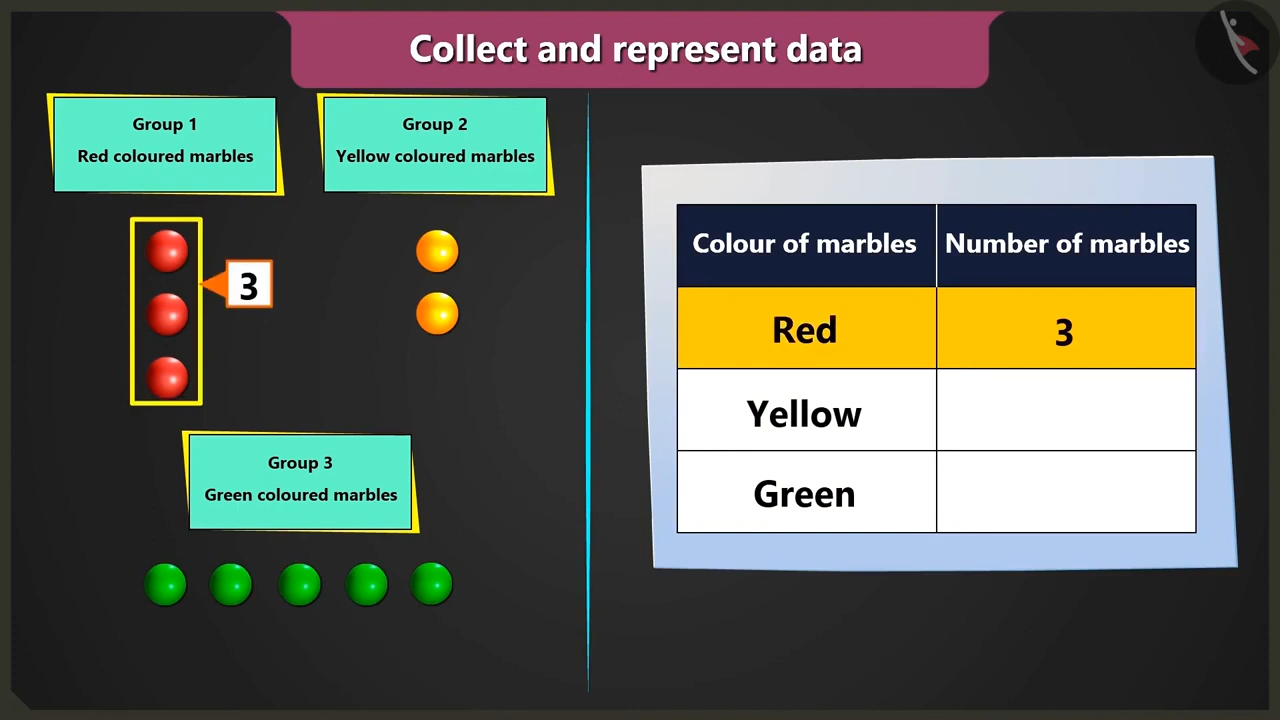 Collect and represent data
Group 1
Red coloured marbles
Group 2
Yellow coloured marbles
3
Group 3
Green coloured marbles
Colour of marbles Number of marbles
Red 3
Yellow
Green